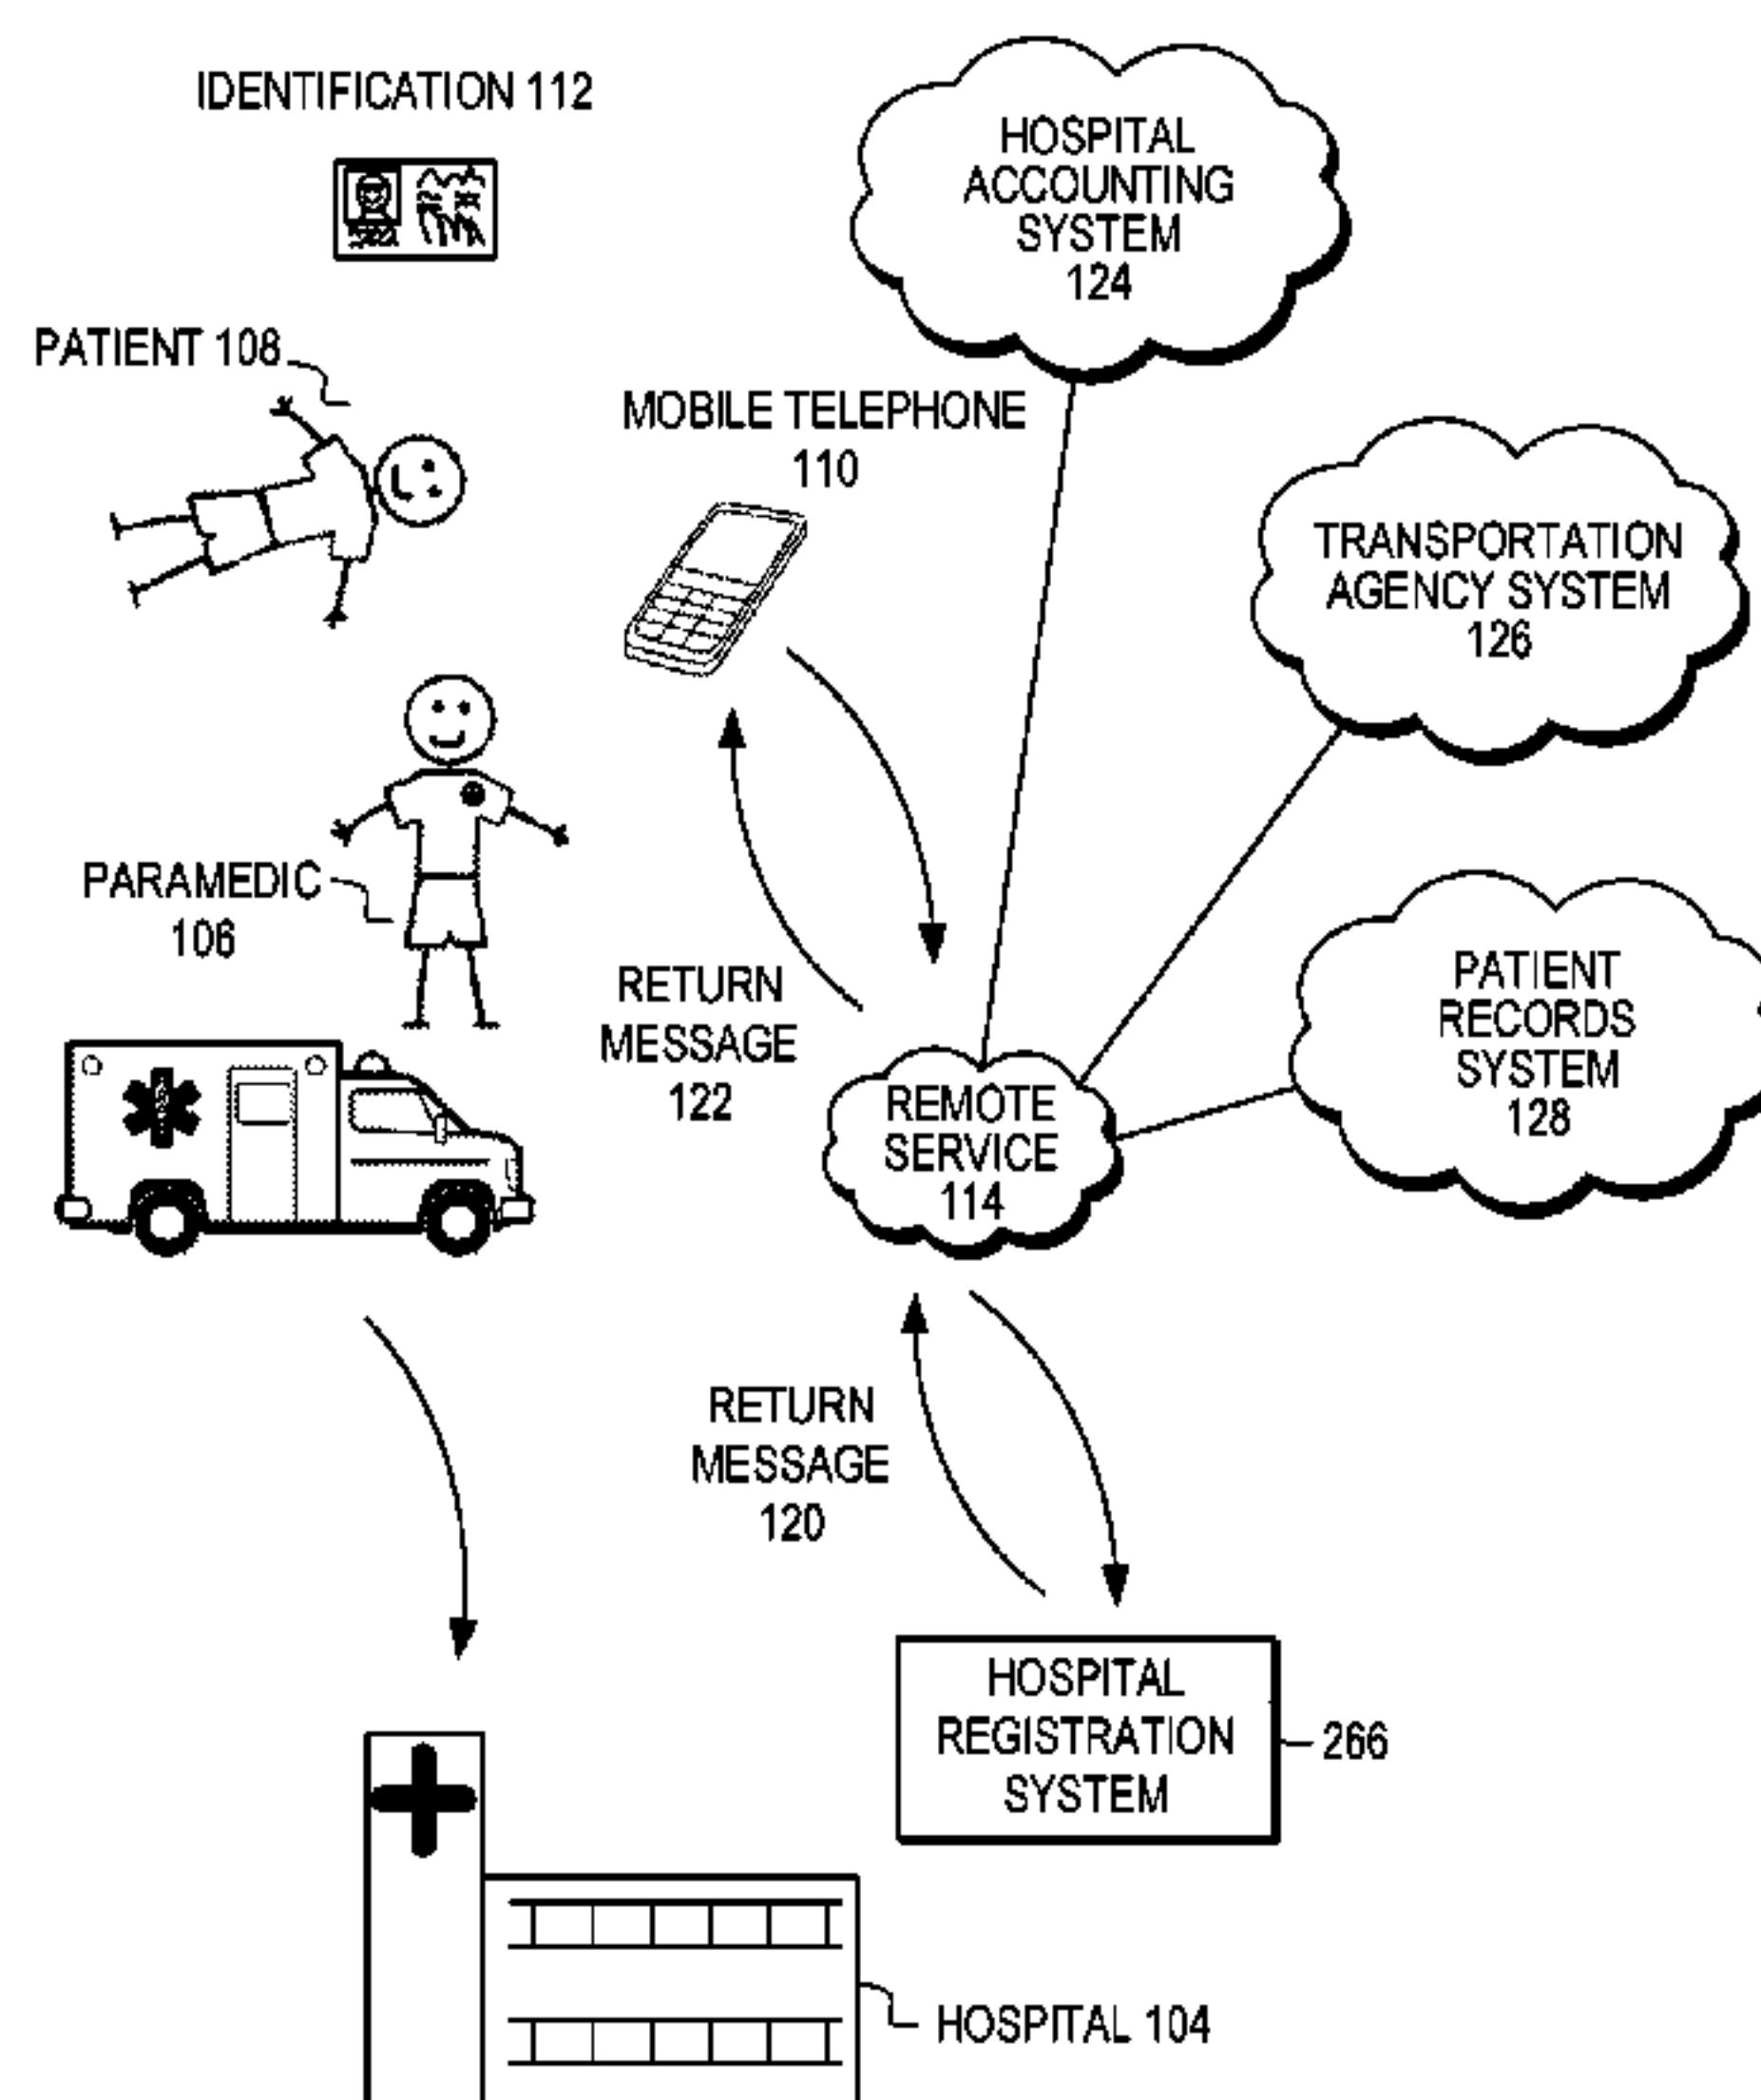 IDENTIFICATION 112
HOSPITAL
ACCOUNTING
SYSTEM
124
PATIENT 108
MOBILE TELEPHONE
110
TRANSPORTATION
AGENCY SYSTEM
126
PARAMEDIC
106
RETURN
MESSAGE
122
PATIENT
RECORDS
SYSTEM
128
REMOTE
SERVICE
114
RETURN
MESSAGE
120
HOSPITAL
REGISTRATION
SYSTEM
266
HOSPITAL 104